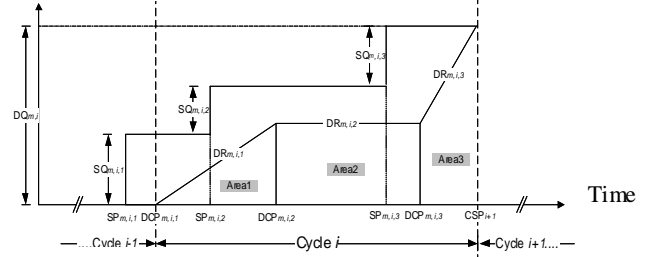 SQm,i,3
DRm,i,3
SQm,i,2
DQm,i
DRm,i,1
DRm,i,2
SQm,i,1
Area1
Area2
Area3
Time
SPm,i,1 DCPm,i,1 SPm,i,2 DCPm,i,2 SPm,i,3 DCPm,i,3 CSPi+1
....Cycle i-1 Cycle i Cycle i+1....